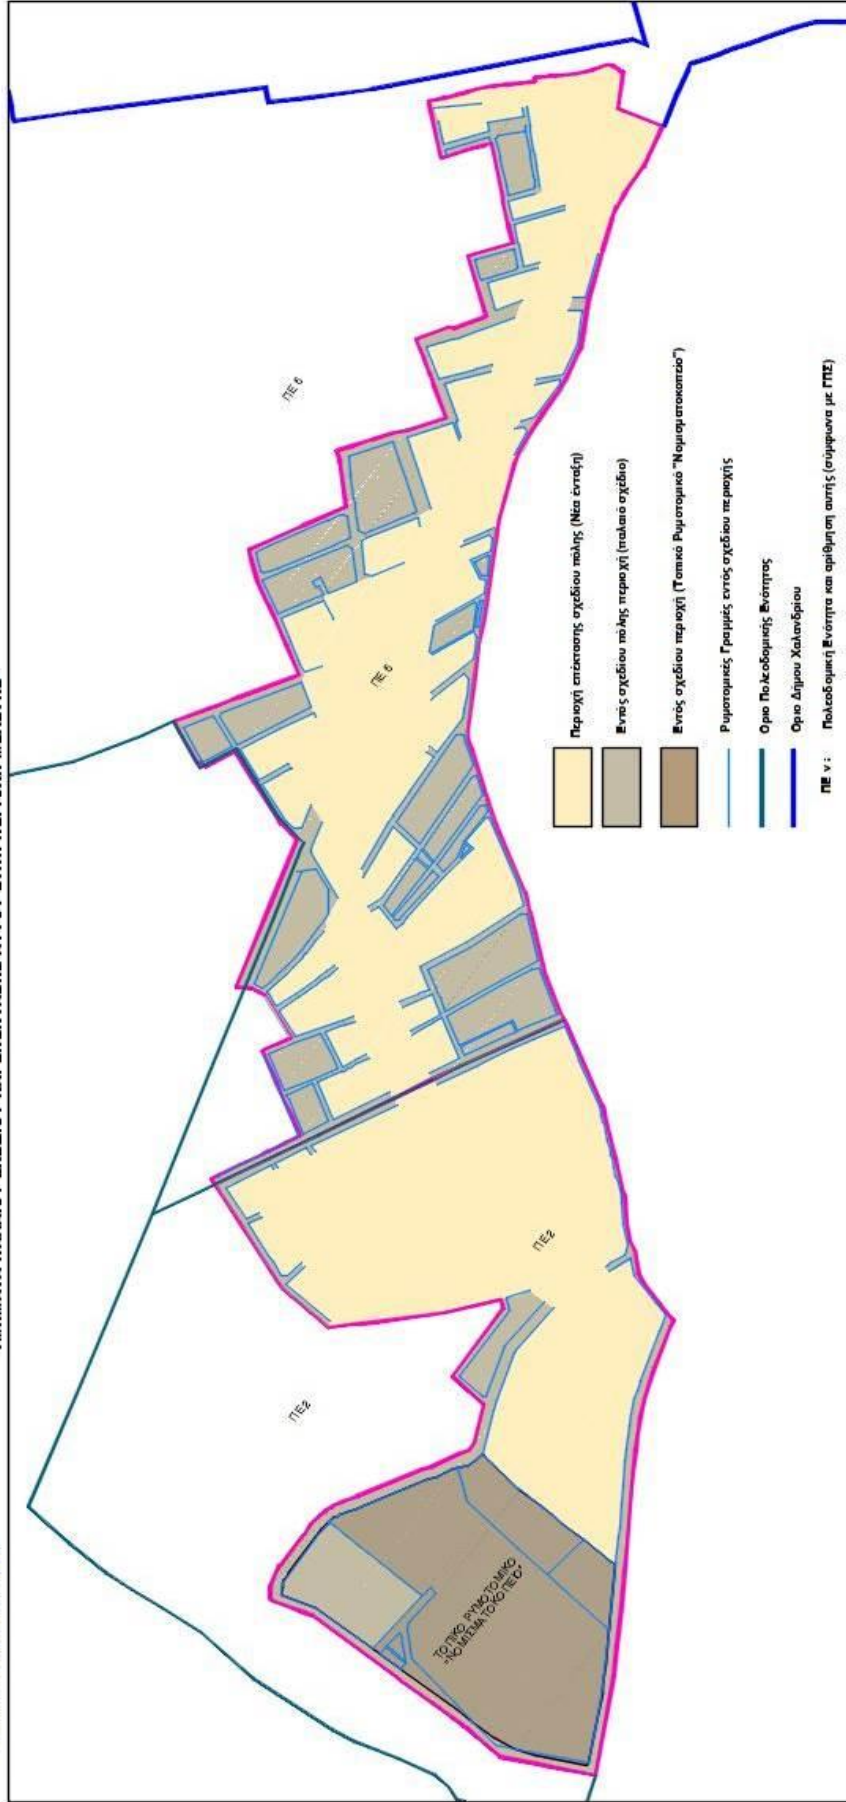 ΠΕ 6
ΠΕ 6
ΠΕ2
ΠΕ2
ΤΟΠΙΚΟ ΡΥΜΟΤΟΜΙΚΟ
"ΝΟΜΙΣΜΑΤΟΚΟΠΕΙΟ"
Περιοχή επέκτασης σχεδίου πόλης (Νέα ένταξη)
Εντός σχεδίου πόλης περιοχή (παλαιό σχέδιο)
Εντός σχεδίου περιοχή (Τοπικό Ρυμοτομικό "Νομισματοκοπείο")
Ρυμοτομικές Γραμμές εντός σχεδίου περιοχής
Οριο Πολεοδομικής Ενότητας
Οριο Δήμου Χαλανδρίου
ΠΕ ν : Πολεοδομική Ενότητα και αρίθμηση αυτής (σύμφωνα με ΓΠΣ)